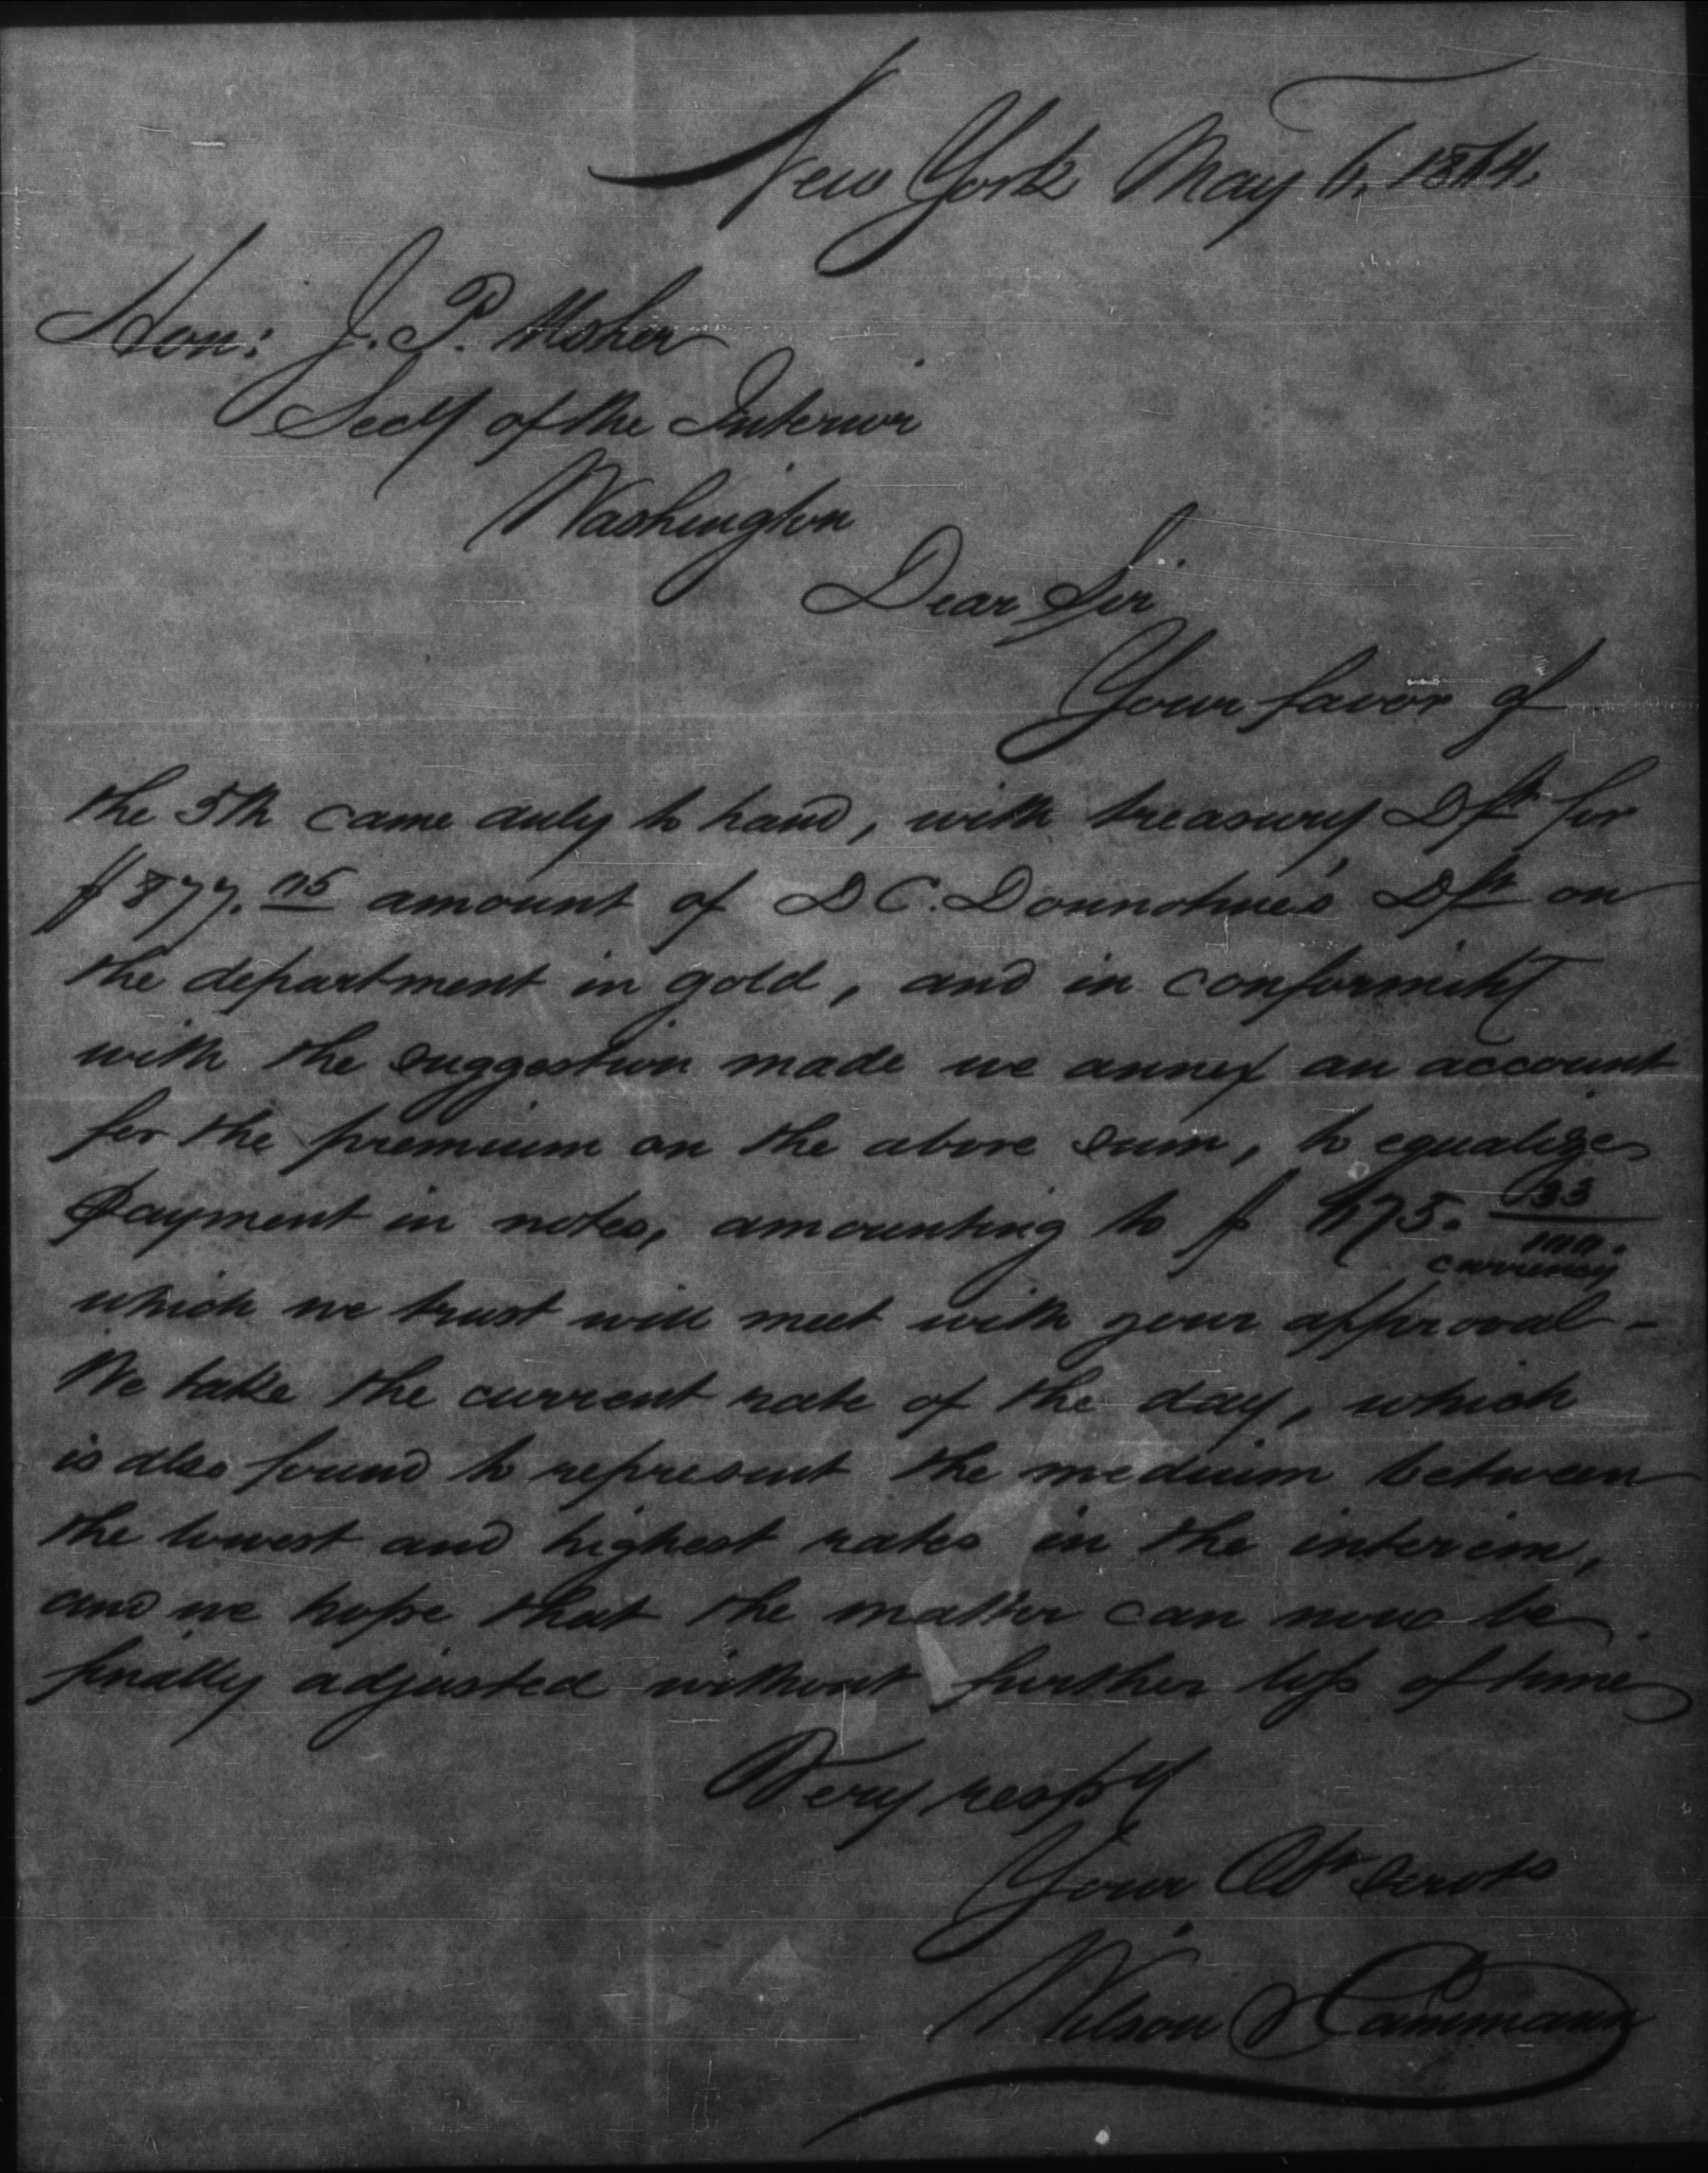 New York May 6, 1864.
Hon: J. P. Usher
Secy of the Interior
Washington
Dear Sir
Your favor of
the 5th came duly to hand, with treasury Dft for
$877.05 amount of D C. Donnohue's Dft on
the department in gold, and in conformity
with the suggestion made we annex an account
for the premium on the above sum, to equalize
payment in notes, amounting to $ 675. 33/100.
currency
which we trust will meet with your approval -
We take the current rate of the day, which
is also found to represent the medium between
the lowest and highest rates in the interim,
and we hope that the matter can now be
finally adjusted without further loss of time
Very respy
Your Obt Servts
Wilson & Cammann